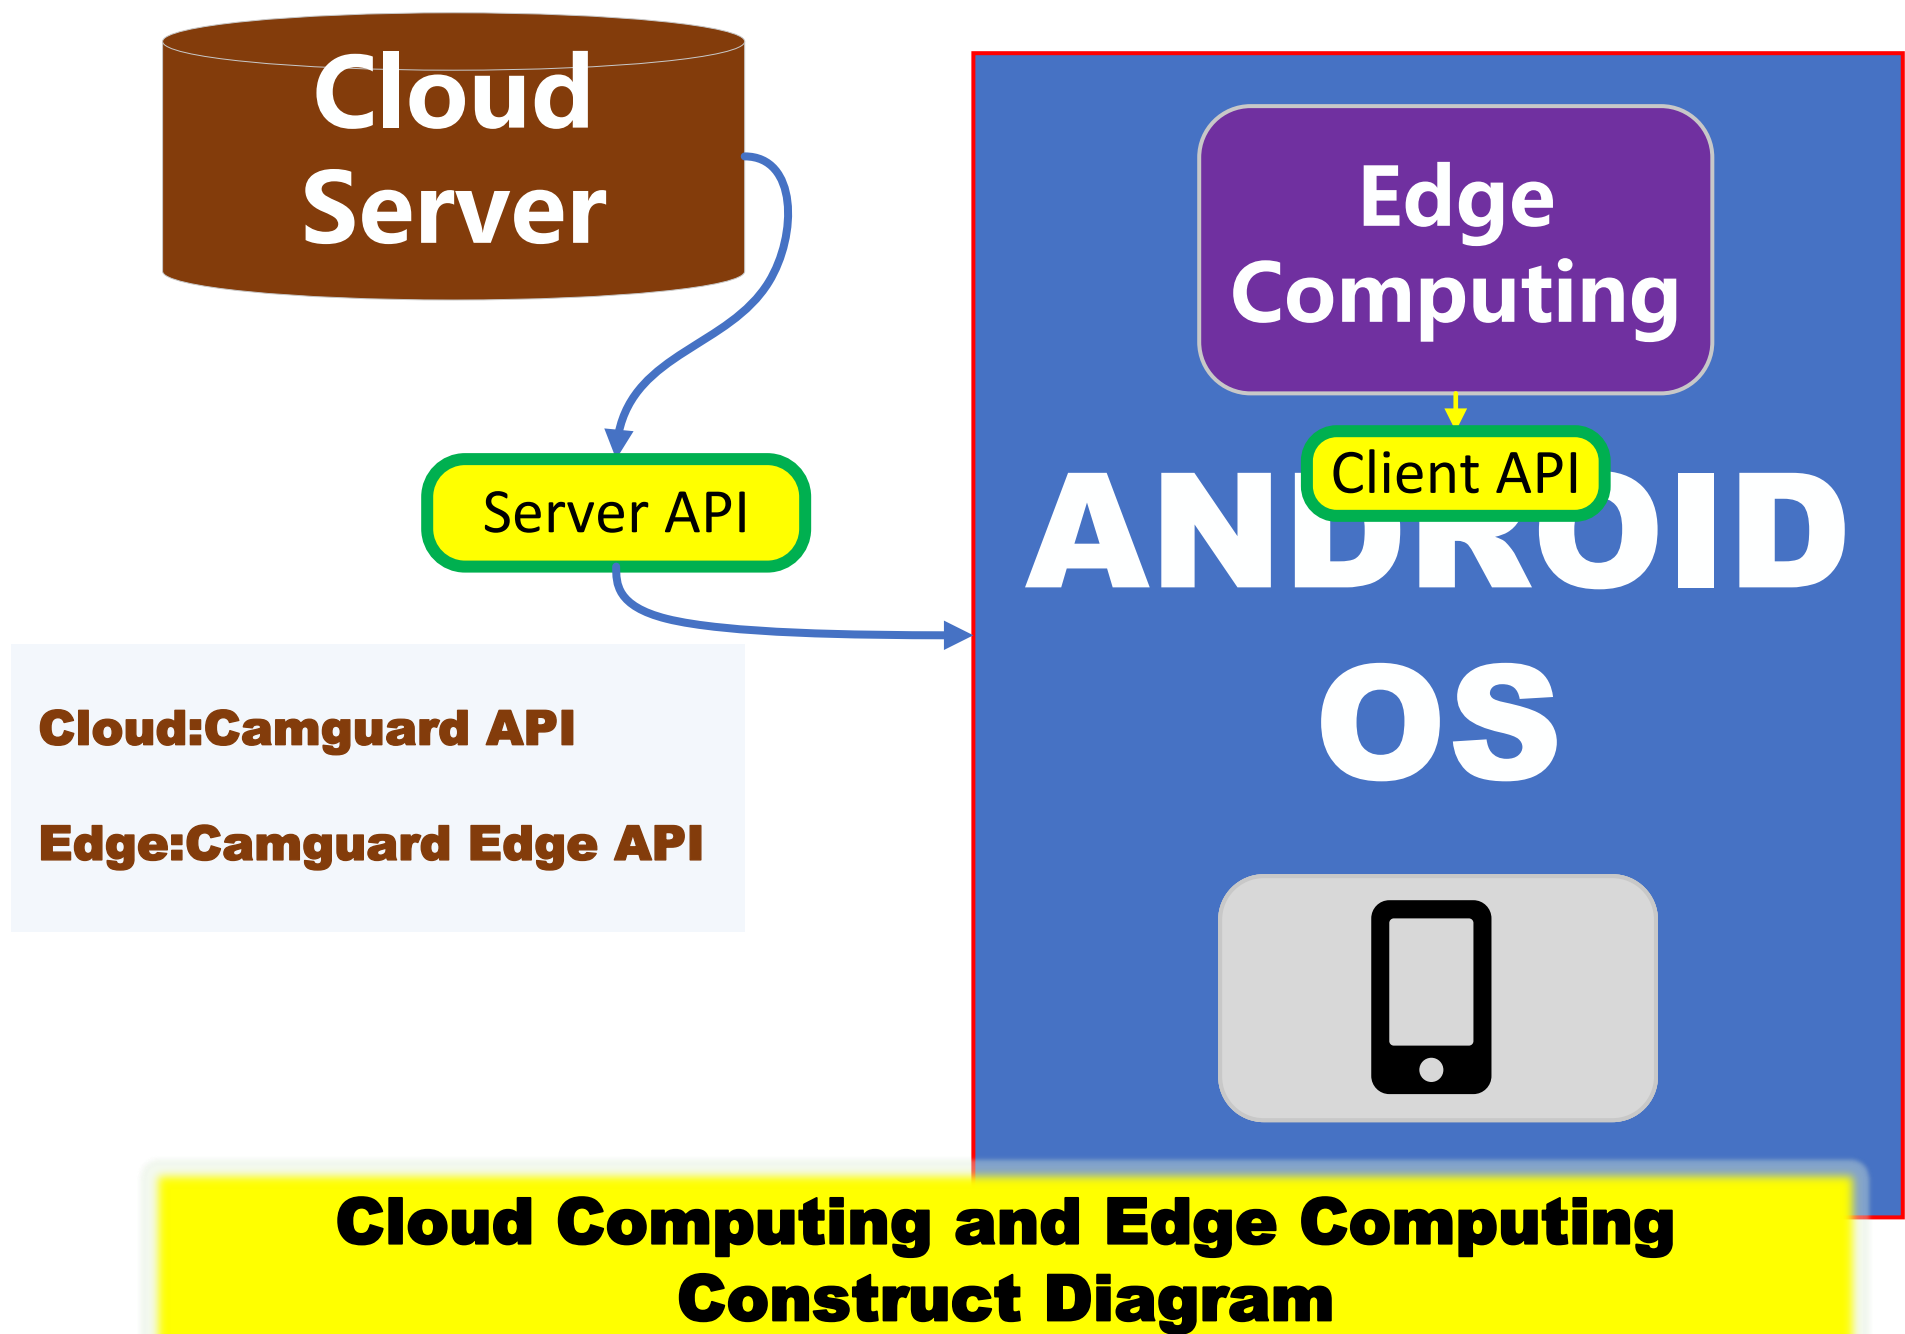 Cloud
Server
Edge
Computing
Client API
Server API
ANDROID
OS
Cloud:Camguard API
Edge:Camguard Edge API
Cloud Computing and Edge Computing
Construct Diagram